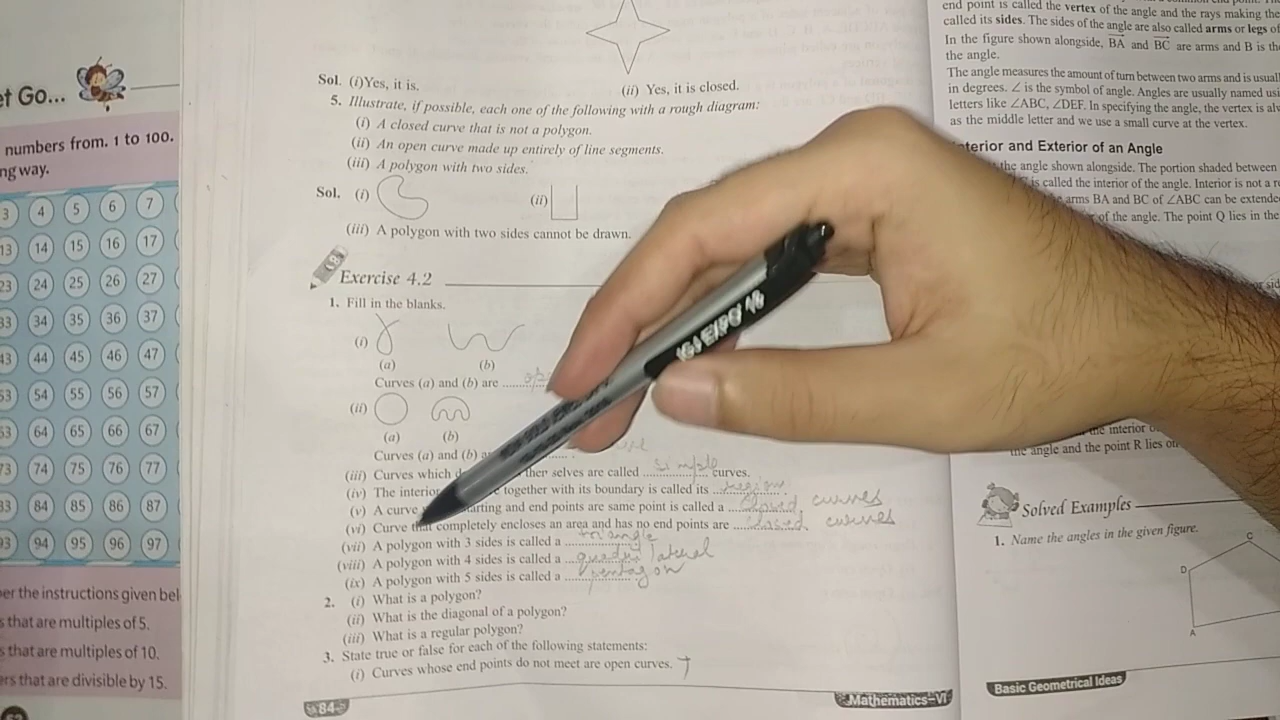 et Go...
numbers from. 1 to 100.
ng way.
3 4 5 6 7
13 14 15 16 17
23 24 25 26 27
33 34 35 36 37
43 44 45 46 47
53 54 55 56 57
63 64 65 66 67
73 74 75 76 77
83 84 85 86 87
93 94 95 96 97
er the instructions given bel
s that are multiples of 5.
s that are multiples of 10.
ers that are divisible by 15.
Sol. (i) Yes, it is. (ii) Yes, it is closed.
5. Illustrate, if possible, each one of the following with a rough diagram:
(i) A closed curve that is not a polygon.
(ii) An open curve made up entirely of line segments.
(iii) A polygon with two sides.
Sol. (i) (ii)
(iii) A polygon with two sides cannot be drawn.
Exercise 4.2
1. Fill in the blanks.
(i)
(a) (b)
Curves (a) and (b) are
(ii)
(a) (b)
Curves (a) and (b)
(iii) Curves which selves are called simple curves.
(iv) The interior together with its boundary is called its region
(v) A curve starting and end points are same point is called a closed curves
(vi) Curve that completely encloses an area and has no end points are closed curves
(vii) A polygon with 3 sides is called a triangle
(viii) A polygon with 4 sides is called a quadrilateral
(ix) A polygon with 5 sides is called a pentagon
2. (i) What is a polygon?
(ii) What is the diagonal of a polygon?
(iii) What is a regular polygon?
3. State true or false for each of the following statements:
(i) Curves whose end points do not meet are open curves. T
84
Mathematics–VI
end point is called the vertex of the angle and the rays making the
called its sides. The sides of the angle are also called arms or legs of
In the figure shown alongside, BA and BC are arms and B is the
the angle.
The angle measures the amount of turn between two arms and is usual
in degrees. ∠ is the symbol of angle. Angles are usually named usi
letters like ∠ABC, ∠DEF. In specifying the angle, the vertex is al
as the middle letter and we use a small curve at the vertex.
nterior and Exterior of an Angle
the angle shown alongside. The portion shaded between
is called the interior of the angle. Interior is not a r
arms BA and BC of ∠ABC can be extende
of the angle. The point Q lies in the
the interior
the angle and the point R lies
Solved Examples
1. Name the angles in the given figure.
C
D
A
Basic Geometrical Ideas